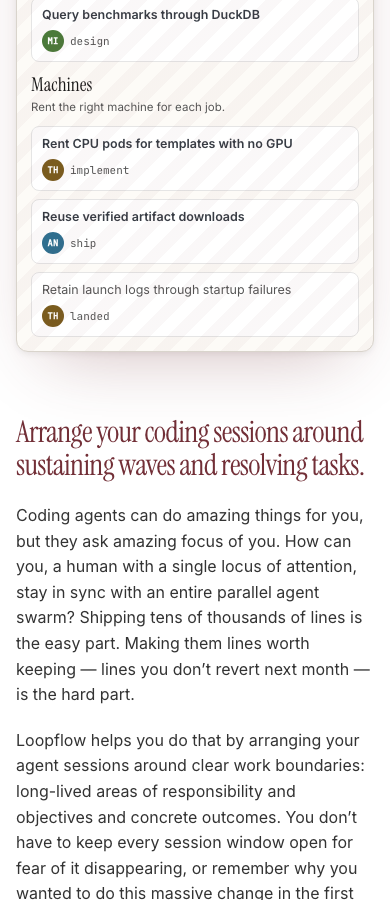 Query benchmarks through DuckDB
MI design
Machines
Rent the right machine for each job.
Rent CPU pods for templates with no GPU
TH implement
Reuse verified artifact downloads
AN ship
Retain launch logs through startup failures
TH landed
Arrange your coding sessions around
sustaining waves and resolving tasks.
Coding agents can do amazing things for you,
but they ask amazing focus of you. How can
you, a human with a single locus of attention,
stay in sync with an entire parallel agent
swarm? Shipping tens of thousands of lines is
the easy part. Making them lines worth
keeping — lines you don’t revert next month —
is the hard part.
Loopflow helps you do that by arranging your
agent sessions around clear work boundaries:
long-lived areas of responsibility and
objectives and concrete outcomes. You don’t
have to keep every session window open for
fear of it disappearing, or remember why you
wanted to do this massive change in the first